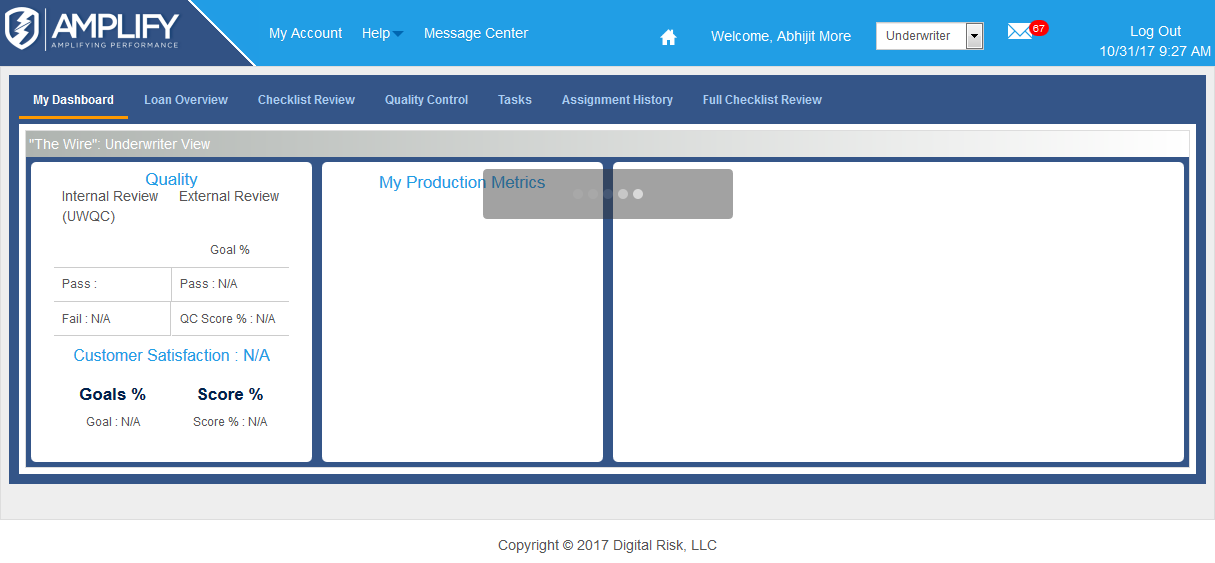 AMPLIFY
AMPLIFYING PERFORMANCE
My Account Help Message Center
Welcome, Abhijit More
Underwriter
67
Log Out
10/31/17 9:27 AM
My Dashboard Loan Overview Checklist Review Quality Control Tasks Assignment History Full Checklist Review
"The Wire": Underwriter View
Quality
Internal Review (UWQC) External Review
Goal %
Pass : Pass : N/A
Fail : N/A QC Score % : N/A
Customer Satisfaction : N/A
Goals % Score %
Goal : N/A Score % : N/A
My Production Metrics
Copyright © 2017 Digital Risk, LLC